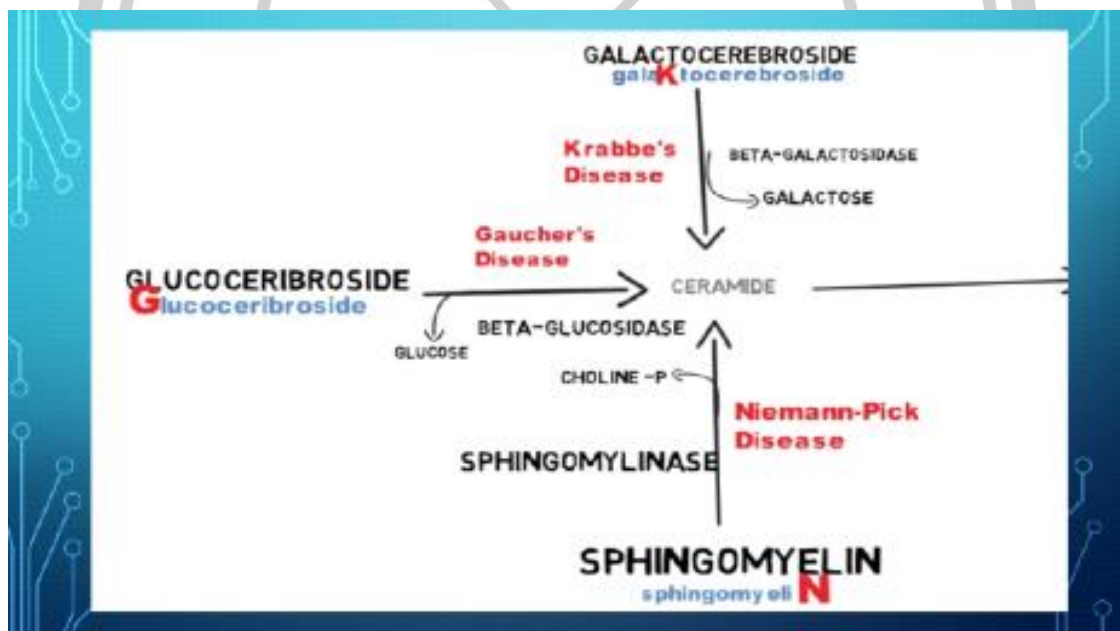 GALACTOCEREBROSIDE
galaKtocerebroside
Krabbe's
Disease
BETA-GALACTOSIDASE
GALACTOSE
Gaucher's
Disease
GLUCOCERIBROSIDE
Glucoceribroside
CERAMIDE
BETA-GLUCOSIDASE
GLUCOSE
CHOLINE -P
Niemann-Pick
Disease
SPHINGOMYLINASE
SPHINGOMYELIN
sphingomyeliN